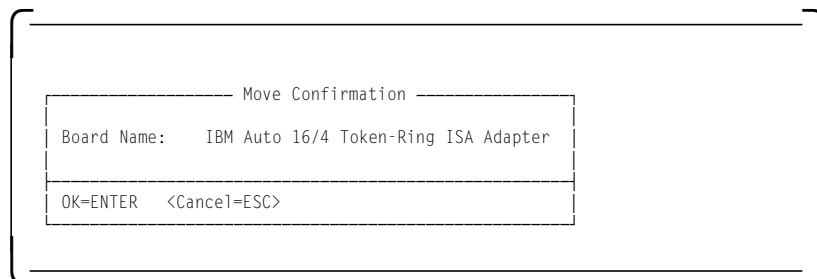 Move Confirmation
Board Name: IBM Auto 16/4 Token-Ring ISA Adapter
OK=ENTER <Cancel=ESC>